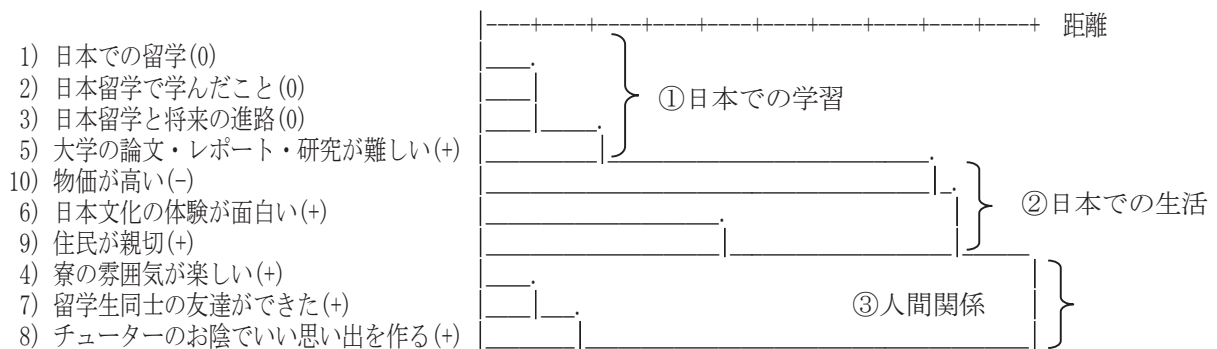 |----+----+----+----+----+----+----+----+----+----+ 距離
1) 日本での留学(0)
2) 日本留学で学んだこと(0)
3) 日本留学と将来の進路(0)
①日本での学習
5) 大学の論文・レポート・研究が難しい(+)
10) 物価が高い(-)
6) 日本文化の体験が面白い(+)
②日本での生活
9) 住民が親切(+)
4) 寮の雰囲気が楽しい(+)
7) 留学生同士の友達ができた(+)
③人間関係
8) チューターのお陰でいい思い出を作る(+)